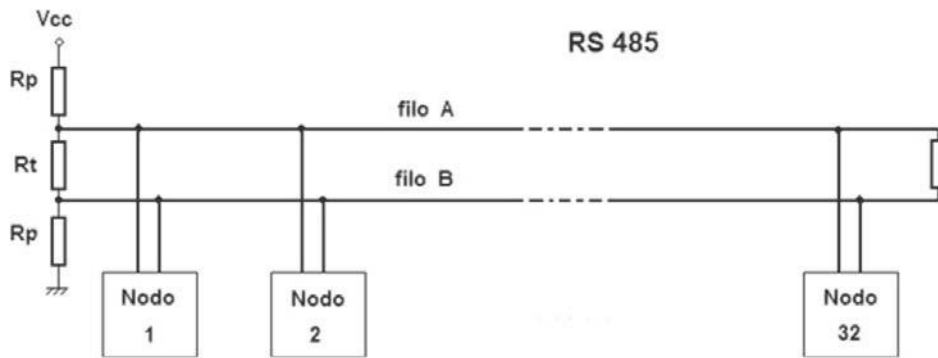 Vcc
RS 485
Rp
filo A
Rt
filo B
Rp
Nodo
1
Nodo
2
Nodo
32